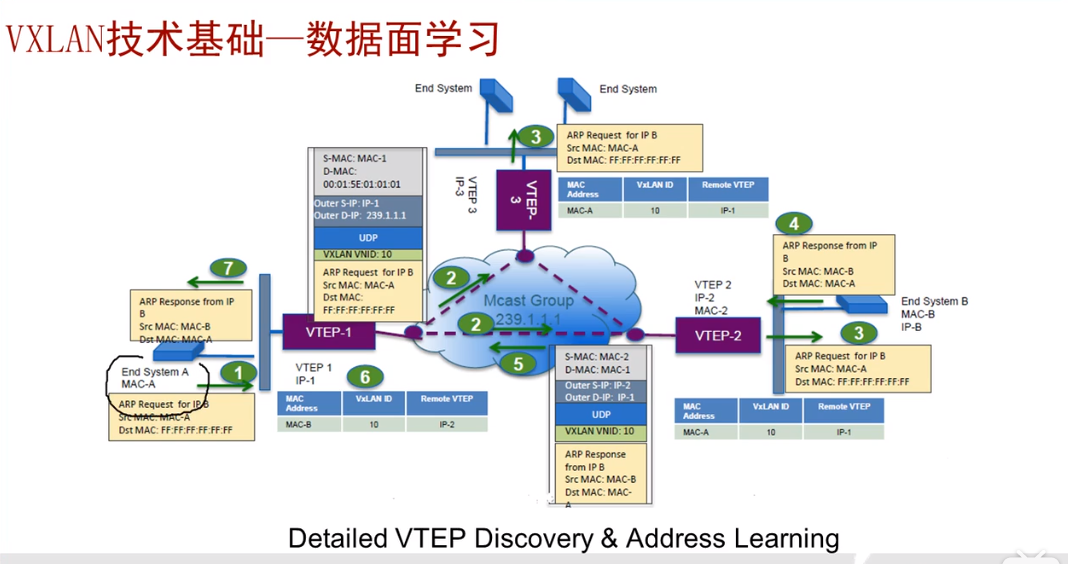 VXLAN技术基础—数据面学习
End System
End System
3
ARP Request for IP B
Src MAC: MAC-A
Dst MAC: FF:FF:FF:FF:FF:FF
S-MAC: MAC-1
D-MAC:
00:01:5E:01:01:01
Outer S-IP: IP-1
Outer D-IP: 239.1.1.1
UDP
VXLAN VNID: 10
ARP Request for IP B
Src MAC: MAC-A
Dst MAC:
FF:FF:FF:FF:FF:FF
VTEP 3
IP-3
VTEP-
3
MAC
Address
VxLAN ID
Remote VTEP
MAC-A
10
IP-1
4
ARP Response from IP
B
Src MAC: MAC-B
Dst MAC: MAC-A
7
ARP Response from IP
B
Src MAC: MAC-B
Dst MAC: MAC-A
2
Mcast Group
239.1.1.1
2
5
VTEP 2
IP-2
MAC-2
End System B
MAC-B
IP-B
VTEP-1
VTEP-2
3
ARP Request for IP B
Src MAC: MAC-A
Dst MAC: FF:FF:FF:FF:FF:FF
End System A
MAC-A
1
ARP Request for IP B
Src MAC: MAC-A
Dst MAC: FF:FF:FF:FF:FF:FF
VTEP 1
IP-1
6
MAC
Address
VxLAN ID
Remote VTEP
MAC-B
10
IP-2
S-MAC: MAC-2
D-MAC: MAC-1
Outer S-IP: IP-2
Outer D-IP: IP-1
UDP
VXLAN VNID: 10
ARP Response
from IP B
Src MAC: MAC-B
Dst MAC: MAC-
A
MAC
Address
VxLAN ID
Remote VTEP
MAC-A
10
IP-1
Detailed VTEP Discovery & Address Learning